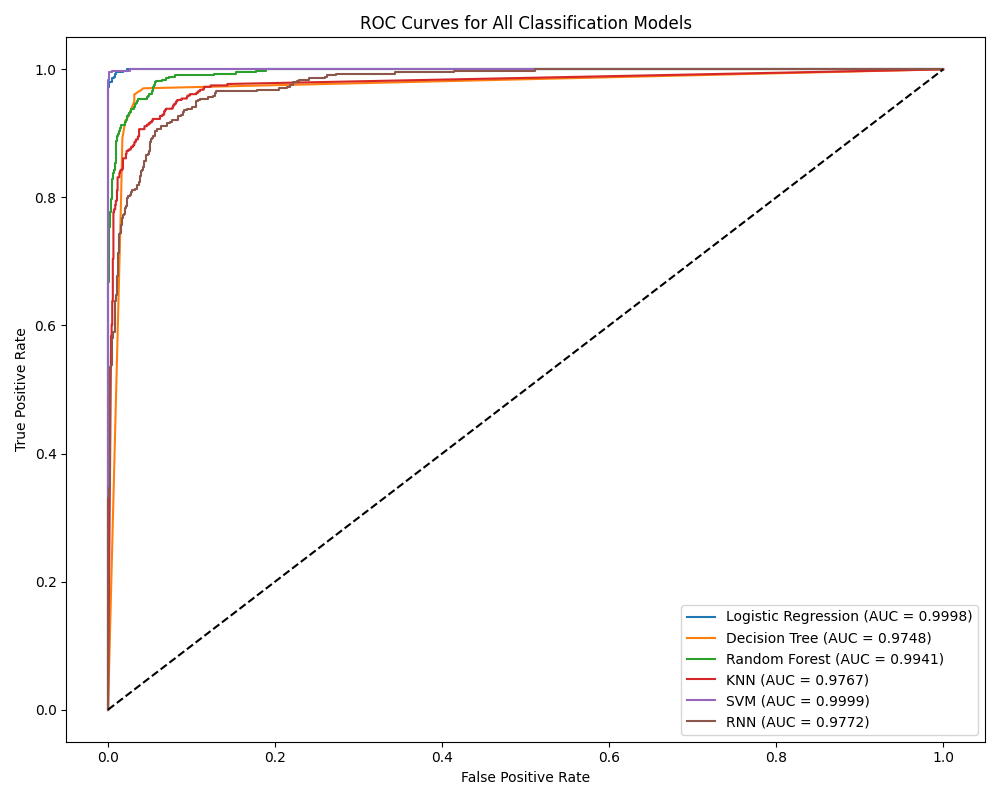 ROC Curves for All Classification Models
True Positive Rate
1.0
0.8
0.6
0.4
0.2
0.0
0.0 0.2 0.4 0.6 0.8 1.0
False Positive Rate
Logistic Regression (AUC = 0.9998)
Decision Tree (AUC = 0.9748)
Random Forest (AUC = 0.9941)
KNN (AUC = 0.9767)
SVM (AUC = 0.9999)
RNN (AUC = 0.9772)